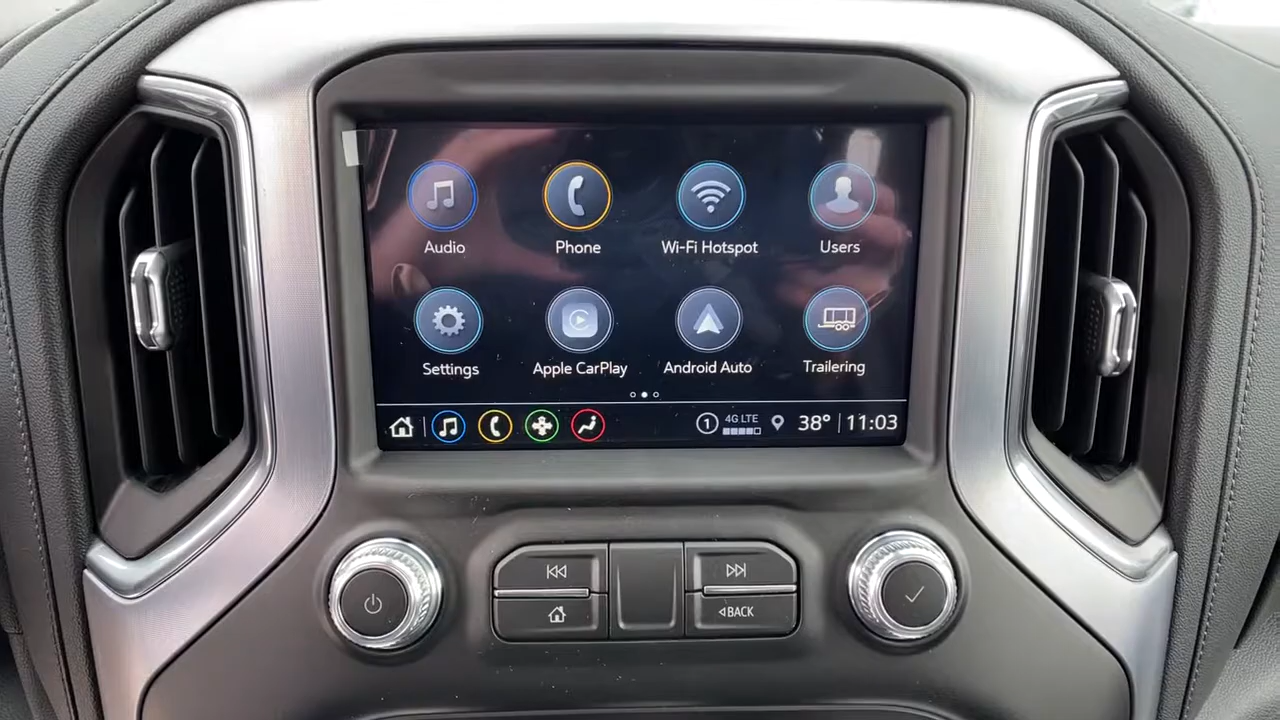 Audio Phone Wi-Fi Hotspot Users
Settings Apple CarPlay Android Auto Trailering
1 4G LTE 38° 11:03
◁BACK